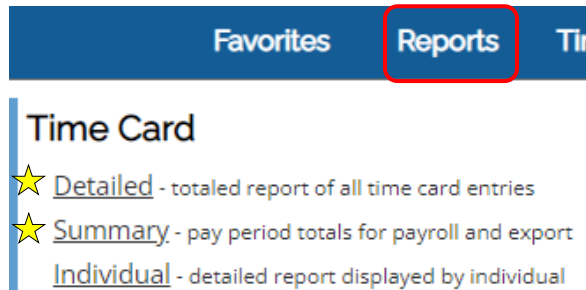 Favorites Reports
Time Card
Detailed - totaled report of all time card entries
Summary - pay period totals for payroll and export
Individual - detailed report displayed by individual